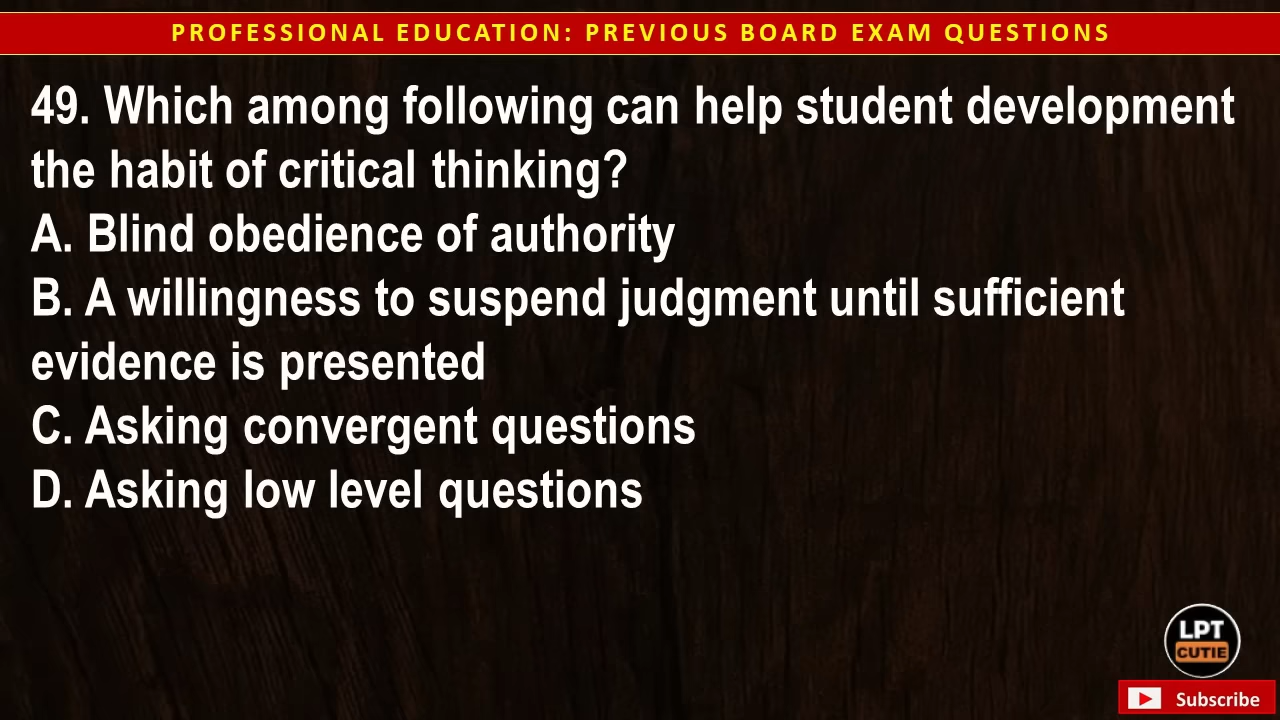 PROFESSIONAL EDUCATION: PREVIOUS BOARD EXAM QUESTIONS
49. Which among following can help student development
the habit of critical thinking?
A. Blind obedience of authority
B. A willingness to suspend judgment until sufficient
evidence is presented
C. Asking convergent questions
D. Asking low level questions
LPT
CUTIE
Subscribe